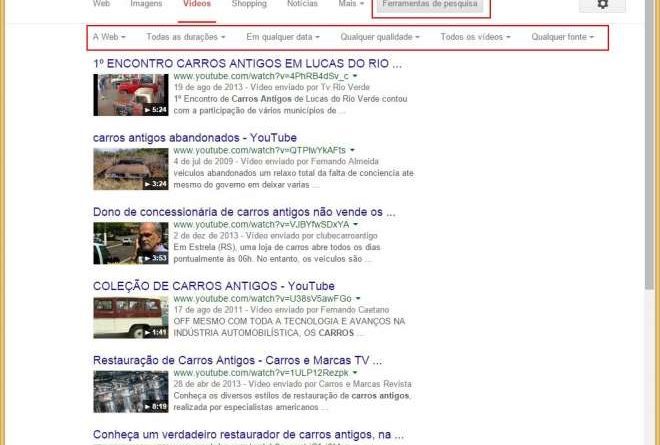 Web Imagens Vídeos Shopping Notícias Mais Ferramentas de pesquisa
A Web Todas as durações Em qualquer data Qualquer qualidade Todos os vídeos Qualquer fonte
1º ENCONTRO CARROS ANTIGOS EM LUCAS DO RIO ...
www.youtube.com/watch?v=4PhRB4dSv_c
19 de ago de 2013 - Vídeo enviado por Tv Rio Verde
1º Encontro de Carros Antigos de Lucas do Rio Verde contou
com a participação de vários municípios de ...
5:24
carros antigos abandonados - YouTube
www.youtube.com/watch?v=QTPlwYkAFts
4 de jul de 2009 - Vídeo enviado por Fernando Almeida
veiculos abandonados um relaxo total da falta de conciencia ate
mesmo do governo em deixar varias ...
3:24
Dono de concessionária de carros antigos não vende os ...
www.youtube.com/watch?v=VJBYfwSDxYA
2 de dez de 2013 - Vídeo enviado por clubecarroantigo
Em Estrela (RS), uma loja de carros abre todos os dias
pontualmente às 06h. No entanto, os veículos são ...
3:53
COLEÇÃO DE CARROS ANTIGOS - YouTube
www.youtube.com/watch?v=U38sV5awFGo
17 de ago de 2011 - Vídeo enviado por Fernando Caetano
OFF MESMO COM TODA A TECNOLOGIA E AVANÇOS NA
INDÚSTRIA AUTOMOBILÍSTICA, OS CARROS ...
1:41
Restauração de Carros Antigos - Carros e Marcas TV ...
www.youtube.com/watch?v=1ULP12Rezpk
28 de abr de 2013 - Vídeo enviado por Carros e Marcas Revista
Conheça os diversos estilos de restauração de carros antigos,
realizada por especialistas americanos ...
8:19
Conheça um verdadeiro restaurador de carros antigos, na ...